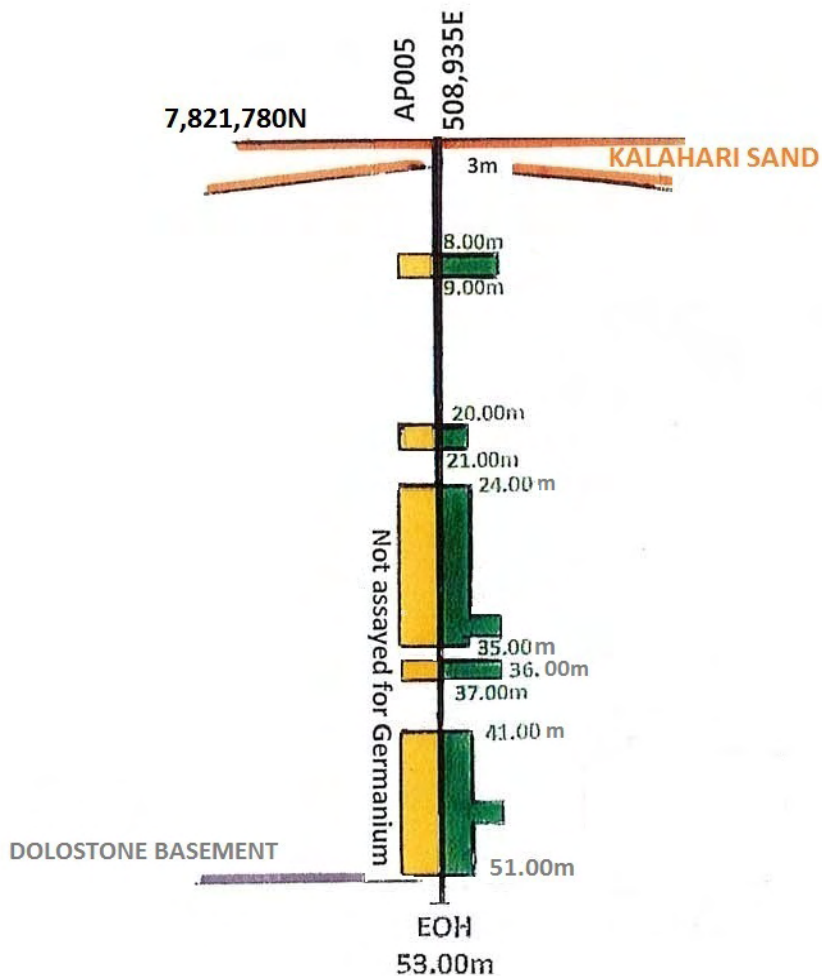 AP005
508,935E
7,821,780N
KALAHARI SAND
3m
8.00m
9.00m
20.00m
21.00m
24.00 m
Not assayed for Germanium
35.00 m
36.00m
37.00m
41.00 m
DOLOSTONE BASEMENT
51.00m
EOH
53.00m